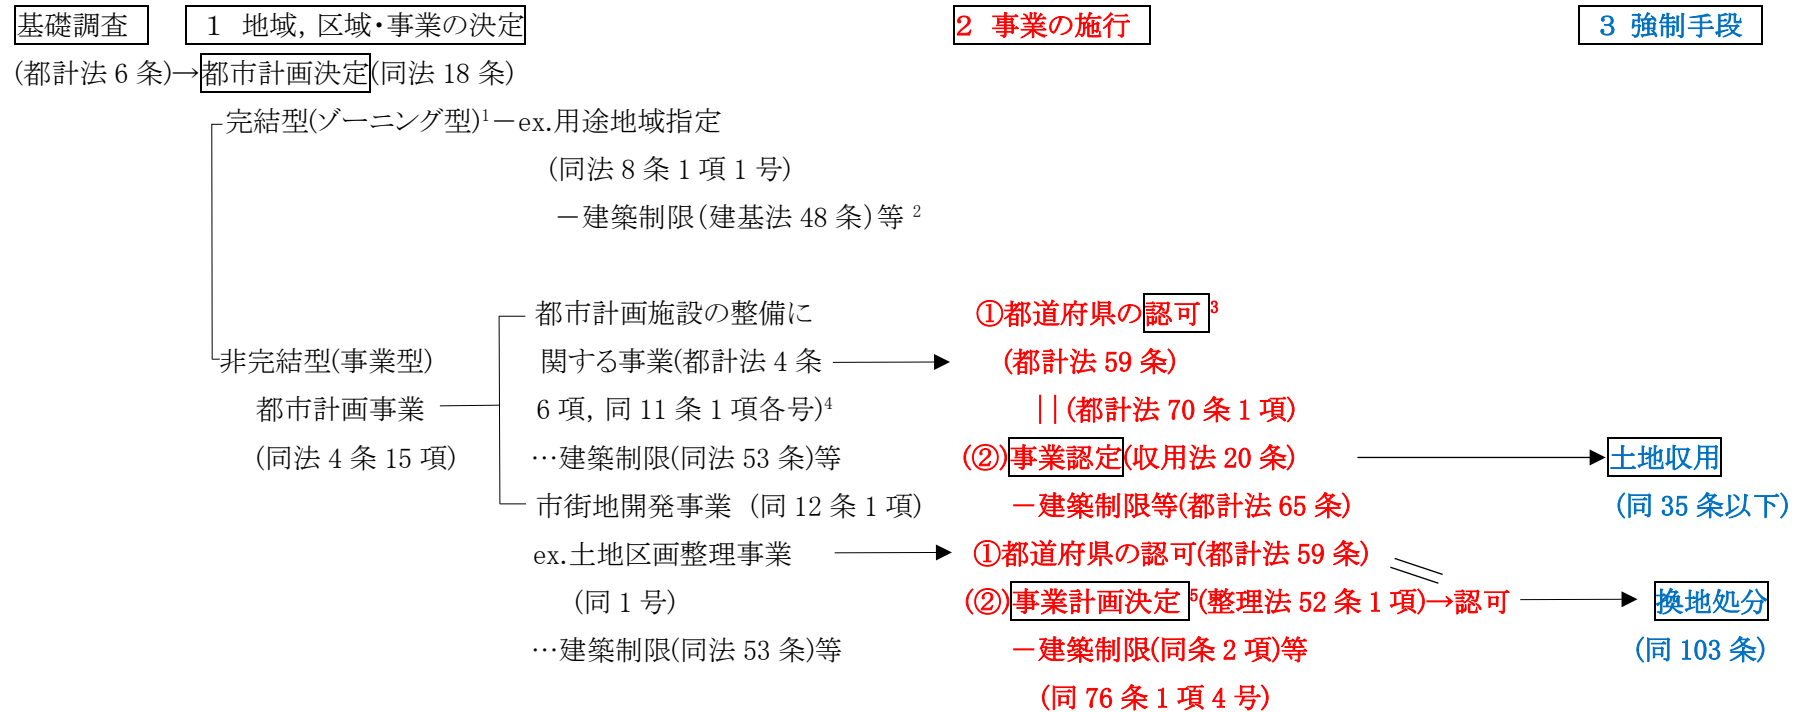 基礎調査　１　地域，区域・事業の決定　２　事業の施行　３　強制手段
(都計法 6 条)→都市計画決定(同法 18 条)
完結型(ゾーニング型)1－ex.用途地域指定
(同法 8 条 1 項 1 号)
－建築制限（建基法 48 条）等 2
都市計画施設の整備に　①都道府県の認可 3
非完結型(事業型)　関する事業(都計法 4 条　(都計法 59 条)
都市計画事業　6 項，同 11 条 1 項各号)4　||(都計法 70 条 1 項)
(同法 4 条 15 項)　…建築制限(同法 53 条)等　(②)事業認定(収用法 20 条)　土地収用
市街地開発事業（同 12 条 1 項)　－建築制限等(都計法 65 条)　(同 35 条以下)
ex.土地区画整理事業　①都道府県の認可(都計法 59 条)
(同 1 号)　(②)事業計画決定 5(整理法 52 条 1 項)→認可　換地処分
…建築制限(同法 53 条)等　－建築制限(同条 2 項)等　(同 103 条)
(同 76 条 1 項 4 号)